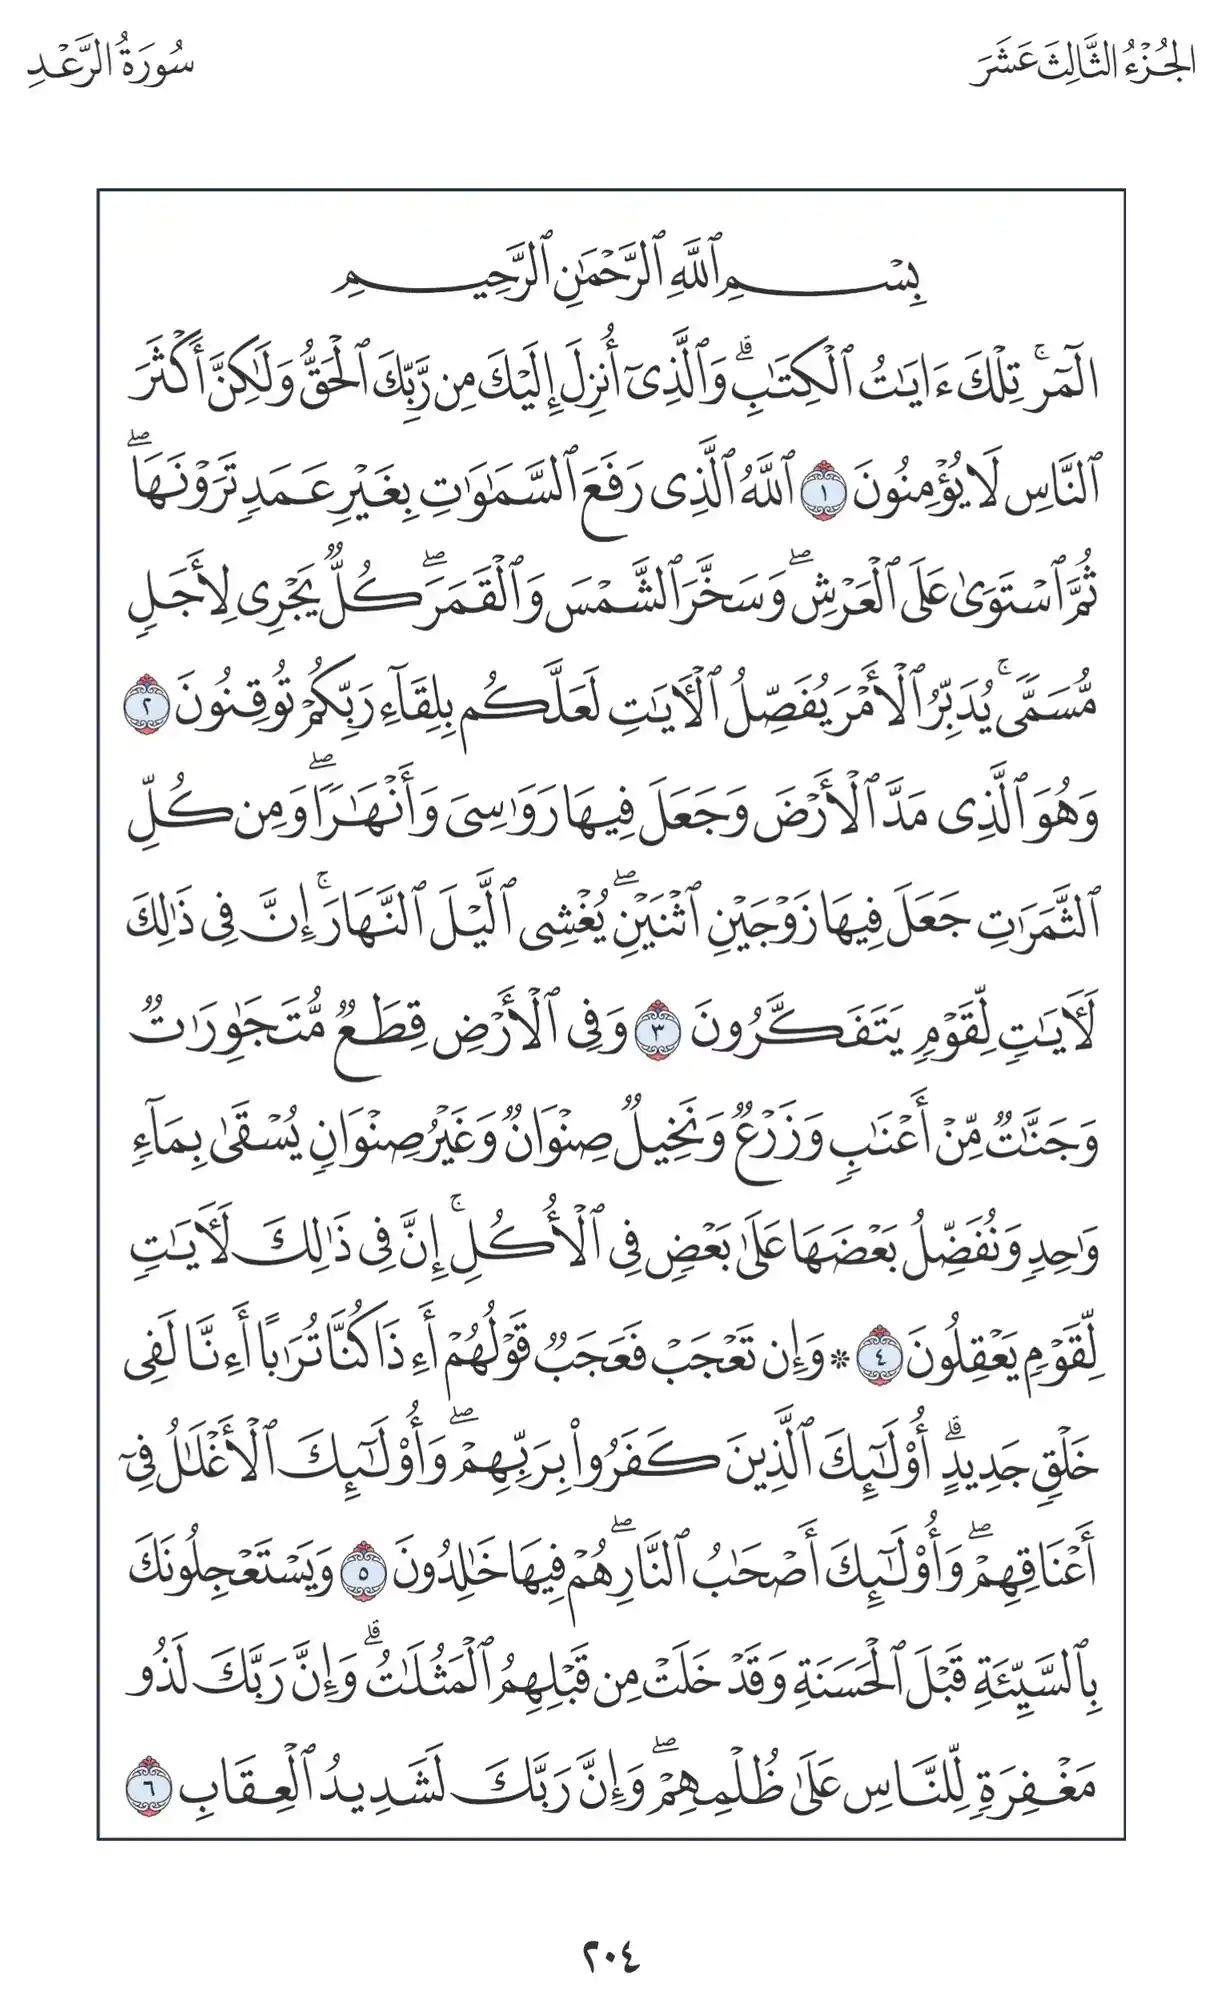 الجُزْءُ الثَّالِثَ عَشَرَ
سُورَةُ الرَّعْدِ
بِسْمِ ٱللَّهِ ٱلرَّحْمَٰنِ ٱلرَّحِيمِ
الٓمٓرۚ تِلْكَ ءَايَٰتُ ٱلْكِتَٰبِۗ وَٱلَّذِىٓ أُنزِلَ إِلَيْكَ مِن رَّبِّكَ ٱلْحَقُّ وَلَٰكِنَّ أَكْثَرَ
ٱلنَّاسِ لَا يُؤْمِنُونَ ١ ٱللَّهُ ٱلَّذِى رَفَعَ ٱلسَّمَٰوَٰتِ بِغَيْرِ عَمَدٍ تَرَوْنَهَاۖ
ثُمَّ ٱسْتَوَىٰ عَلَى ٱلْعَرْشِۖ وَسَخَّرَ ٱلشَّمْسَ وَٱلْقَمَرَۖ كُلٌّ يَجْرِى لِأَجَلٍ
مُّسَمًّىۚ يُدَبِّرُ ٱلْأَمْرَ يُفَصِّلُ ٱلْءَايَٰتِ لَعَلَّكُم بِلِقَآءِ رَبِّكُمْ تُوقِنُونَ ٢
وَهُوَ ٱلَّذِى مَدَّ ٱلْأَرْضَ وَجَعَلَ فِيهَا رَوَٰسِىَ وَأَنْهَٰرًاۖ وَمِن كُلِّ
ٱلثَّمَرَٰتِ جَعَلَ فِيهَا زَوْجَيْنِ ٱثْنَيْنِۖ يُغْشِى ٱلَّيْلَ ٱلنَّهَارَۚ إِنَّ فِى ذَٰلِكَ
لَءَايَٰتٍ لِّقَوْمٍ يَتَفَكَّرُونَ ٣ وَفِى ٱلْأَرْضِ قِطَعٌ مُّتَجَٰوِرَٰتٌ
وَجَنَّٰتٌ مِّنْ أَعْنَٰبٍ وَزَرْعٌ وَنَخِيلٌ صِنْوَانٌ وَغَيْرُ صِنْوَانٍ يُسْقَىٰ بِمَآءٍ
وَٰحِدٍ وَنُفَضِّلُ بَعْضَهَا عَلَىٰ بَعْضٍ فِى ٱلْأُكُلِۚ إِنَّ فِى ذَٰلِكَ لَءَايَٰتٍ
لِّقَوْمٍ يَعْقِلُونَ ٤ ۞ وَإِن تَعْجَبْ فَعَجَبٌ قَوْلُهُمْ أَءِذَا كُنَّا تُرَٰبًا أَءِنَّا لَفِى
خَلْقٍ جَدِيدٍۗ أُو۟لَٰٓئِكَ ٱلَّذِينَ كَفَرُوا۟ بِرَبِّهِمْۖ وَأُو۟لَٰٓئِكَ ٱلْأَغْلَٰلُ فِىٓ
أَعْنَاقِهِمْۖ وَأُو۟لَٰٓئِكَ أَصْحَٰبُ ٱلنَّارِۖ هُمْ فِيهَا خَٰلِدُونَ ٥ وَيَسْتَعْجِلُونَكَ
بِٱلسَّيِّئَةِ قَبْلَ ٱلْحَسَنَةِ وَقَدْ خَلَتْ مِن قَبْلِهِمُ ٱلْمَثُلَٰتُۗ وَإِنَّ رَبَّكَ لَذُو
مَغْفِرَةٍ لِّلنَّاسِ عَلَىٰ ظُلْمِهِمْۖ وَإِنَّ رَبَّكَ لَشَدِيدُ ٱلْعِقَابِ ٦
٢٠٤